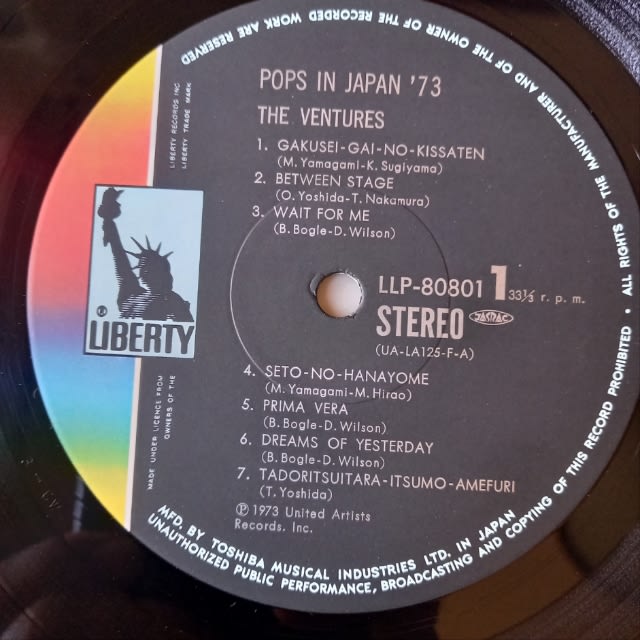 POPS IN JAPAN '73
THE VENTURES
1. GAKUSEI-GAI-NO-KISSATEN
(M.Yamagami-K.Sugiyama)
2. BETWEEN STAGE
(O.Yoshida-T.Nakamura)
3. WAIT FOR ME
(B.Bogle-D.Wilson)
LLP-80801 1 33⅓ r. p. m.
STEREO JASRAC
(UA-LA125-F-A)
4. SETO-NO-HANAYOME
(M.Yamagami-M.Hirao)
5. PRIMA VERA
(B.Bogle-D.Wilson)
6. DREAMS OF YESTERDAY
(B.Bogle-D.Wilson)
7. TADORITSUITARA-ITSUMO-AMEFURI
(T.Yoshida)
Ⓟ 1973 United Artists
Records. Inc.
LIBERTY RECORDS INC
LIBERTY TRADE MARK
® LIBERTY
MADE UNDER LICENCE FROM
OWNERS OF THE
MFD. BY TOSHIBA MUSICAL INDUSTRIES LTD. IN JAPAN
UNAUTHORIZED PUBLIC PERFORMANCE, BROADCASTING AND COPYING OF THIS RECORD PROHIBITED • ALL RIGHTS OF THE MANUFACTURER AND OF THE OWNER OF THE RECORDED WORK ARE RESERVED